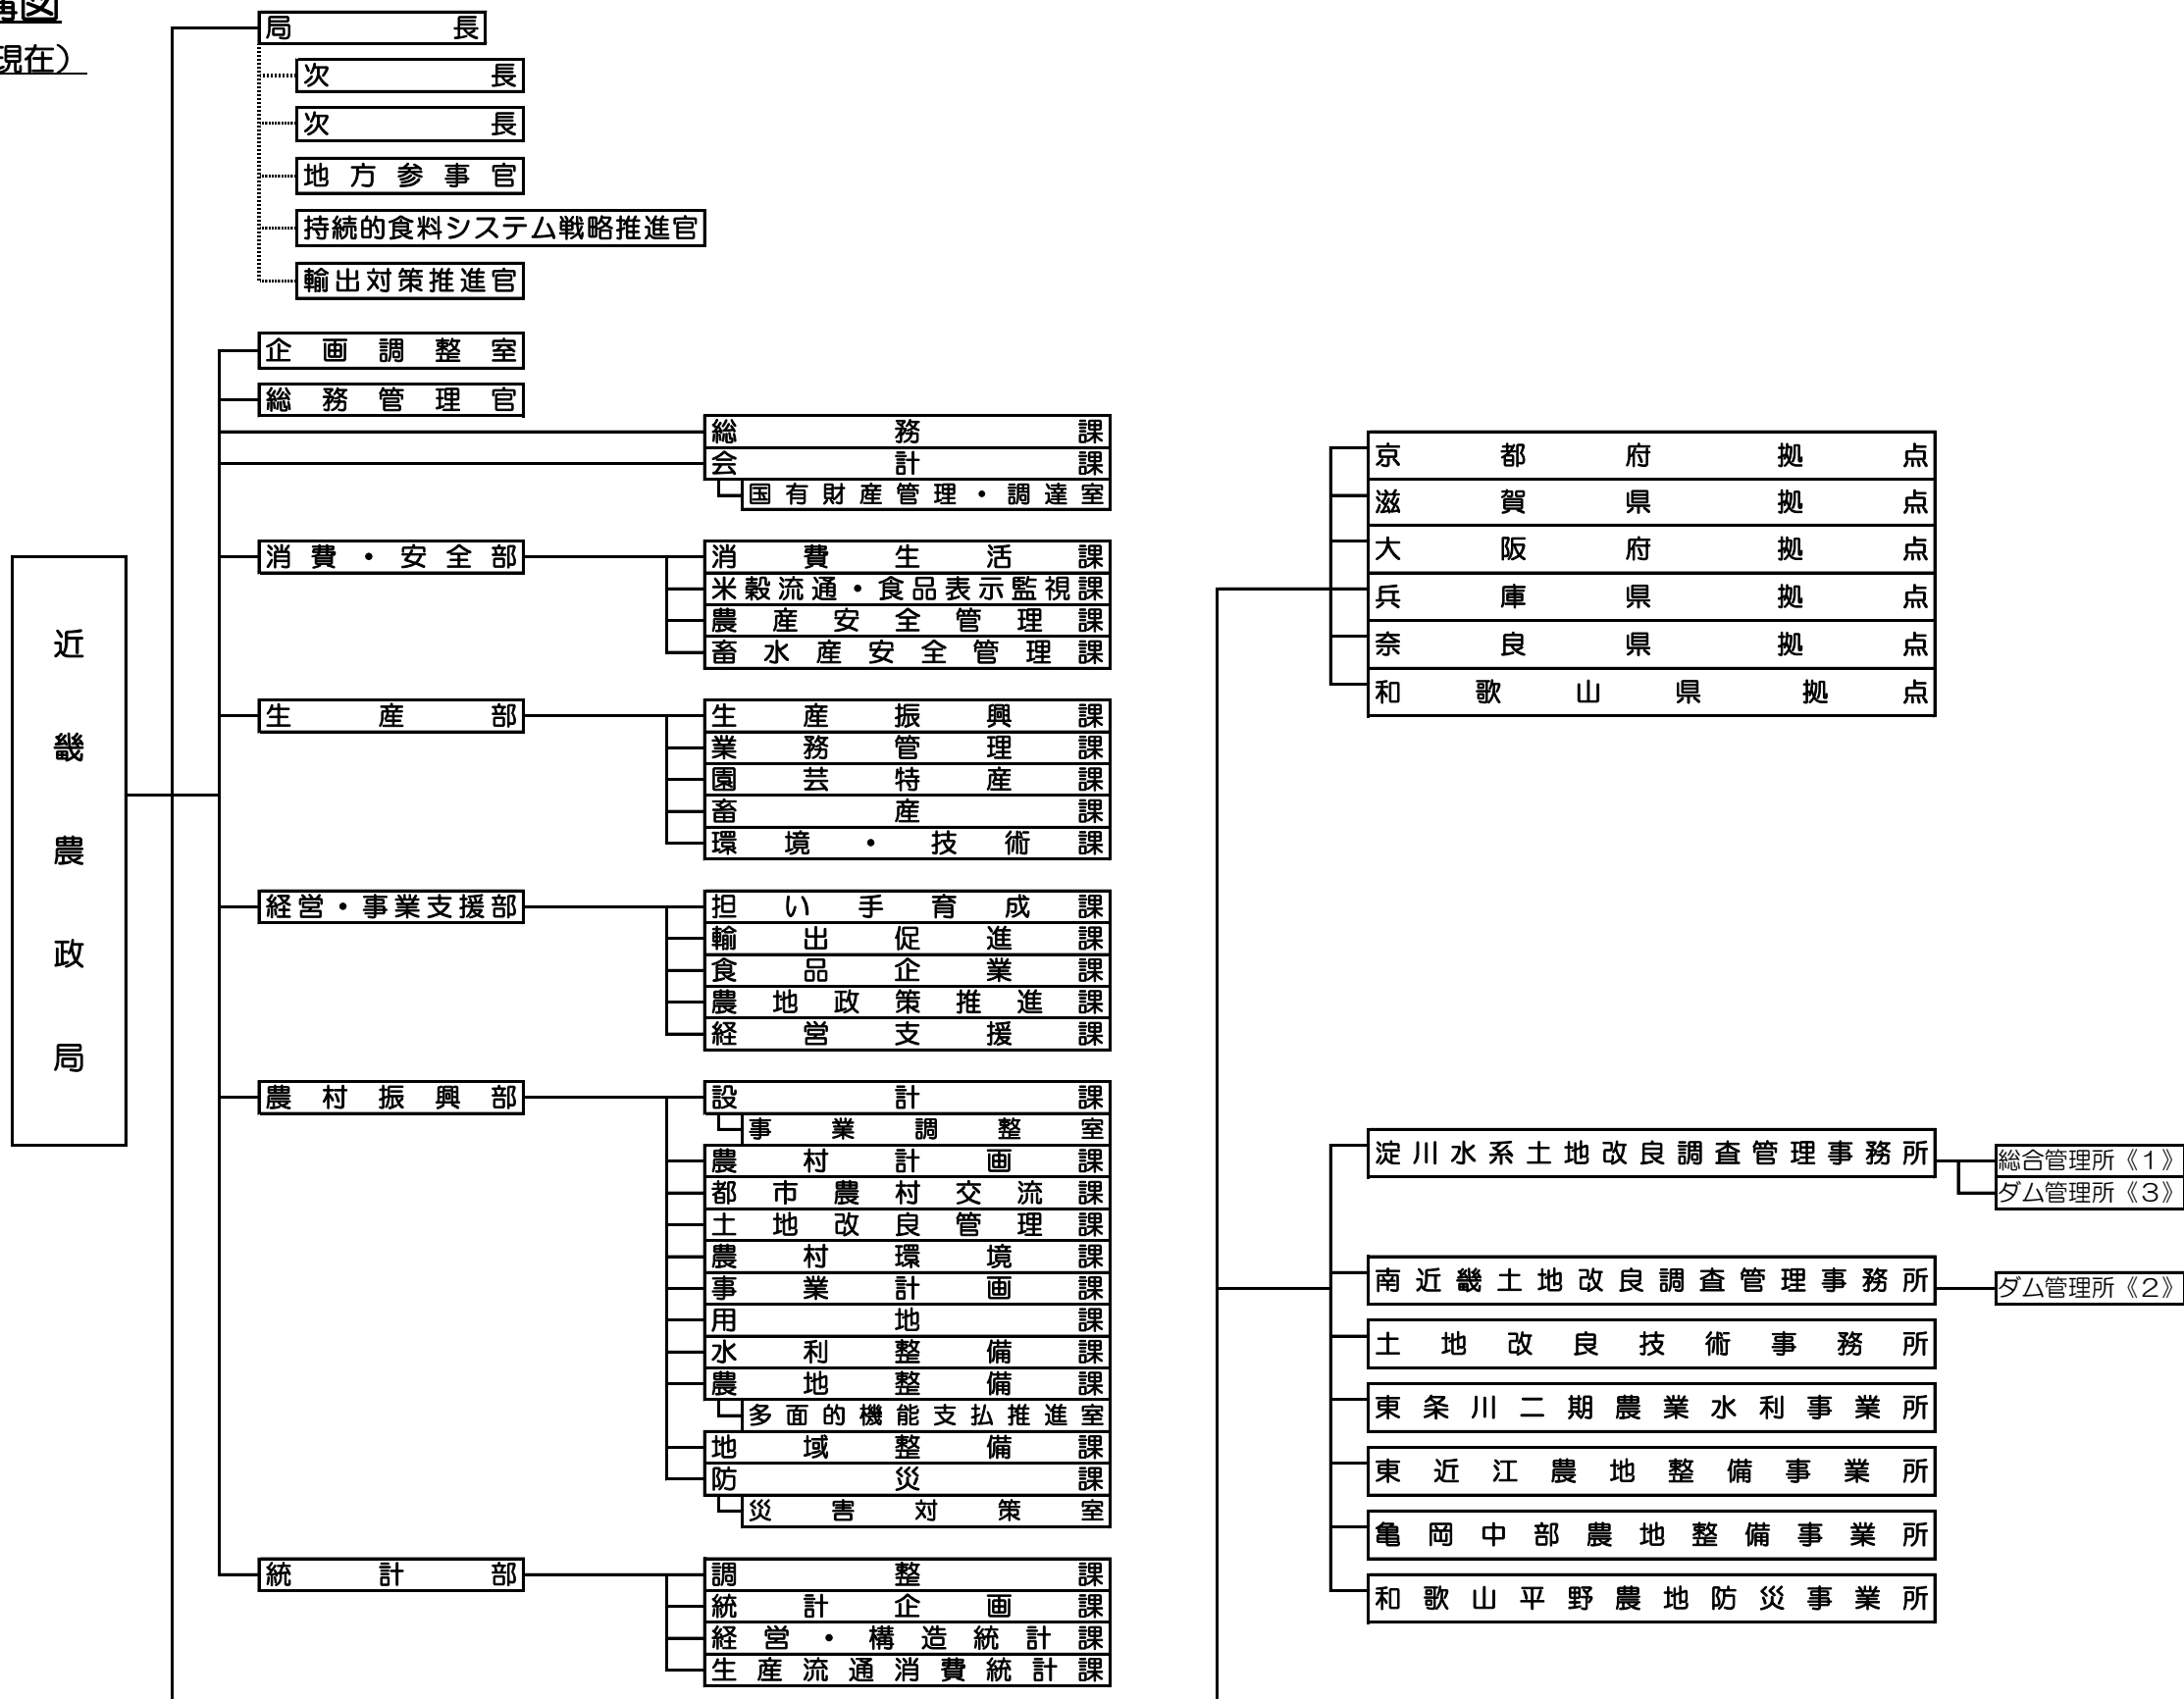 構図
現在）
局長
次長
次長
地方参事官
持続的食料システム戦略推進官
輸出対策推進官
近畿農政局
企画調整室
総務管理官
総務課
会計課
国有財産管理・調達室
消費・安全部
消費生活課
米穀流通・食品表示監視課
農産安全管理課
畜水産安全管理課
生産部
生産振興課
業務管理課
園芸特産課
畜産課
環境・技術課
経営・事業支援部
担い手育成課
輸出促進課
食品企業課
農地政策推進課
経営支援課
農村振興部
設計課
事業調整室
農村計画課
都市農村交流課
土地改良管理課
農村環境課
事業計画課
用地課
水利整備課
農地整備課
多面的機能支払推進室
地域整備課
防災課
災害対策室
統計部
調整課
統計企画課
経営・構造統計課
生産流通消費統計課
京都府拠点
滋賀県拠点
大阪府拠点
兵庫県拠点
奈良県拠点
和歌山県拠点
淀川水系土地改良調査管理事務所
総合管理所《1》
ダム管理所《3》
南近畿土地改良調査管理事務所
ダム管理所《2》
土地改良技術事務所
東条川二期農業水利事業所
東近江農地整備事業所
亀岡中部農地整備事業所
和歌山平野農地防災事業所